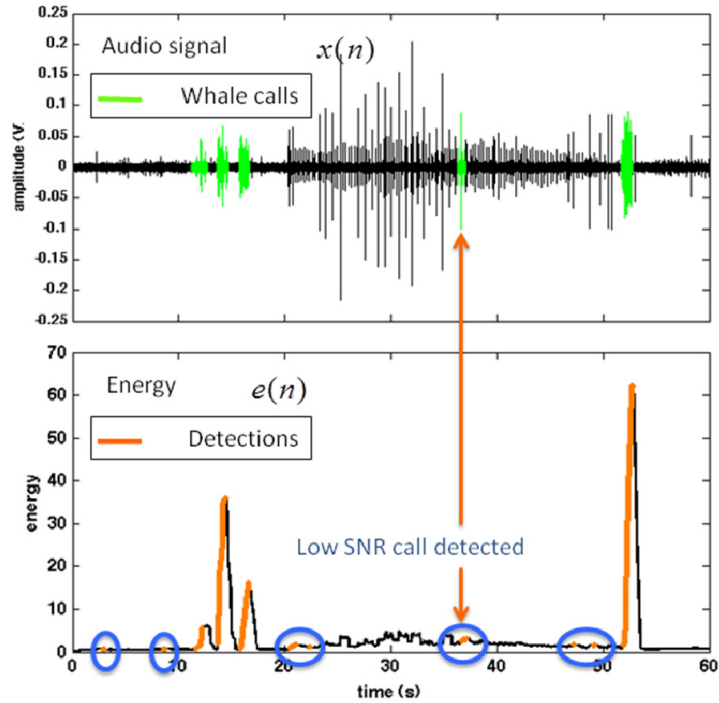 0.25
Audio signal
x(n)
0.2
0.15
Whale calls
0.1
0.05
0
-0.05
-0.1
-0.15
-0.2
-0.25
amplitude (V.
70
Energy
e(n)
60
Detections
50
40
30
20
10
0
energy
Low SNR call detected
0 10 20 30 40 50 60
time (s)